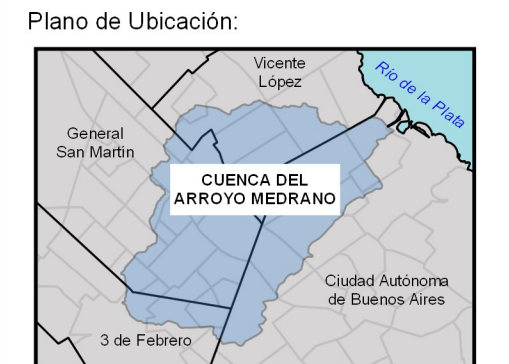 Plano de Ubicación:
Vicente
López
Río de la Plata
General
San Martin
CUENCA DEL
ARROYO MEDRANO
Ciudad Autónoma
de Buenos Aires
3 de Febrero